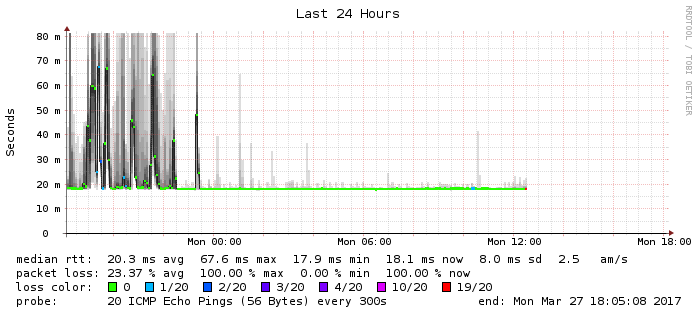 Last 24 Hours
RRDTOOL / TOBI OETIKER
Seconds
80 m
70 m
60 m
50 m
40 m
30 m
20 m
10 m
0
Mon 00:00 Mon 06:00 Mon 12:00 Mon 18:00
median rtt: 20.3 ms avg 67.6 ms max 17.9 ms min 18.1 ms now 8.0 ms sd 2.5 am/s
packet loss: 23.37 % avg 100.00 % max 0.00 % min 100.00 % now
loss color: 0 1/20 2/20 3/20 4/20 10/20 19/20
probe: 20 ICMP Echo Pings (56 Bytes) every 300s end: Mon Mar 27 18:05:08 2017